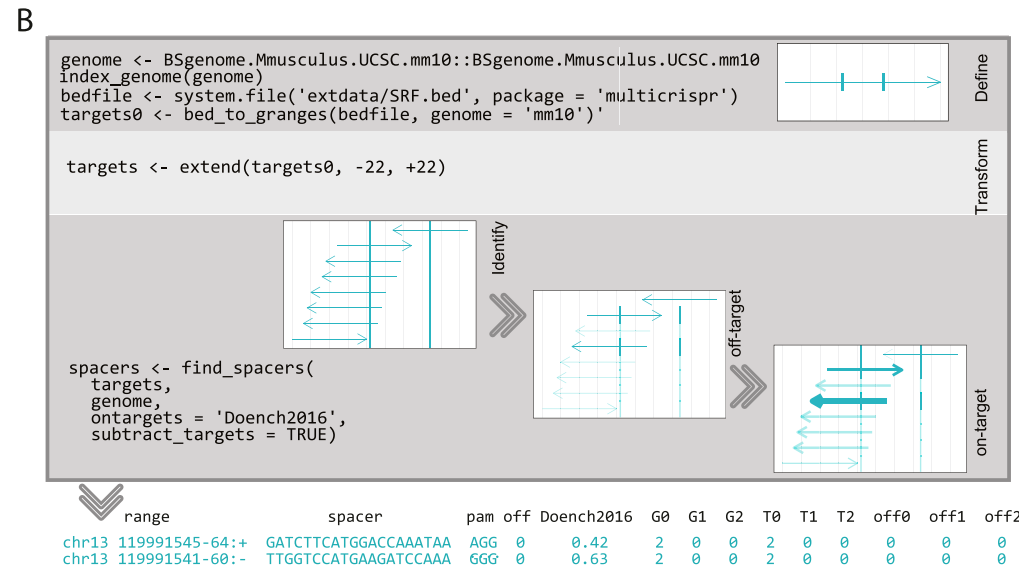 B
genome <- BSgenome.Mmusculus.UCSC.mm10::BSgenome.Mmusculus.UCSC.mm10
index_genome(genome)
bedfile <- system.file('extdata/SRF.bed', package = 'multicrispr')
targets0 <- bed_to_granges(bedfile, genome = 'mm10')'
Define
targets <- extend(targets0, -22, +22)
Transform
Identify
off-target
on-target
spacers <- find_spacers(
targets,
genome,
ontargets = 'Doench2016',
subtract_targets = TRUE)
range spacer pam off Doench2016 G0 G1 G2 T0 T1 T2 off0 off1 off2
chr13 119991545-64:+ GATCTTCATGGACCAAATAA AGG 0 0.42 2 0 0 2 0 0 0 0 0
chr13 119991541-60:- TTGGTCCATGAAGATCCAAA GGG 0 0.63 2 0 0 2 0 0 0 0 0